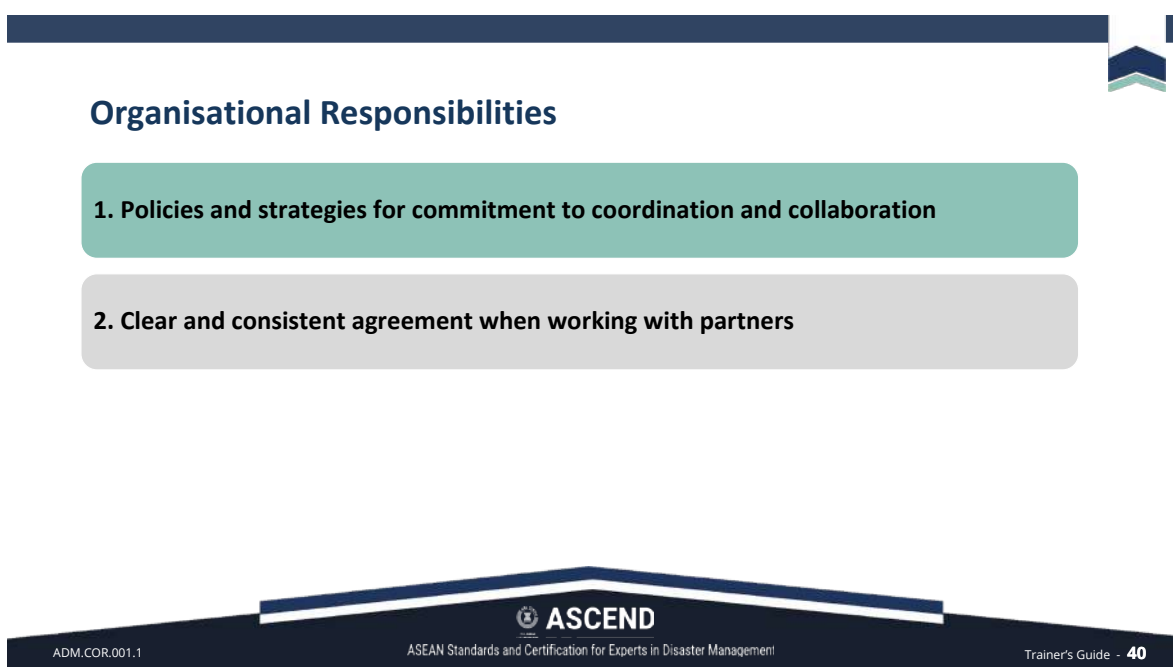 Organisational Responsibilities
1. Policies and strategies for commitment to coordination and collaboration
2. Clear and consistent agreement when working with partners
ASCEND
ADM.COR.001.1
ASEAN Standards and Certification for Experts in Disaster Management
Trainer's Guide - 40